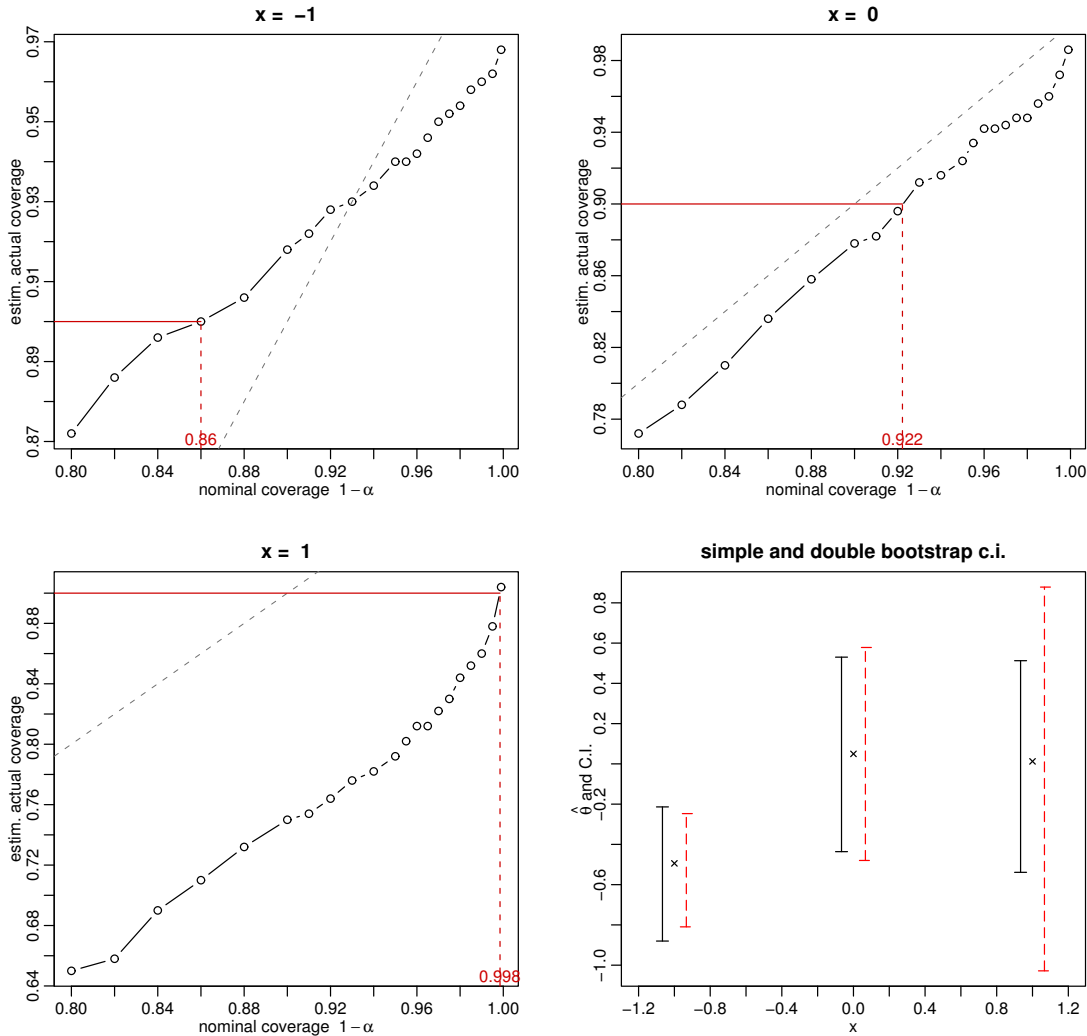 x = −1
estim. actual coverage
0.97
0.95
0.93
0.91
0.89
0.87
0.86
0.80 0.84 0.88 0.92 0.96 1.00
nominal coverage 1−α
x = 0
estim. actual coverage
0.98
0.94
0.90
0.86
0.82
0.78
0.922
0.80 0.84 0.88 0.92 0.96 1.00
nominal coverage 1−α
x = 1
estim. actual coverage
0.88
0.84
0.80
0.76
0.72
0.68
0.64
0.998
0.80 0.84 0.88 0.92 0.96 1.00
nominal coverage 1−α
simple and double bootstrap c.i.
θ̂ and C.I.
0.8
0.6
0.4
0.2
−0.2
−0.6
−1.0
−1.2 −0.8 −0.4 0.0 0.4 0.8 1.2
x